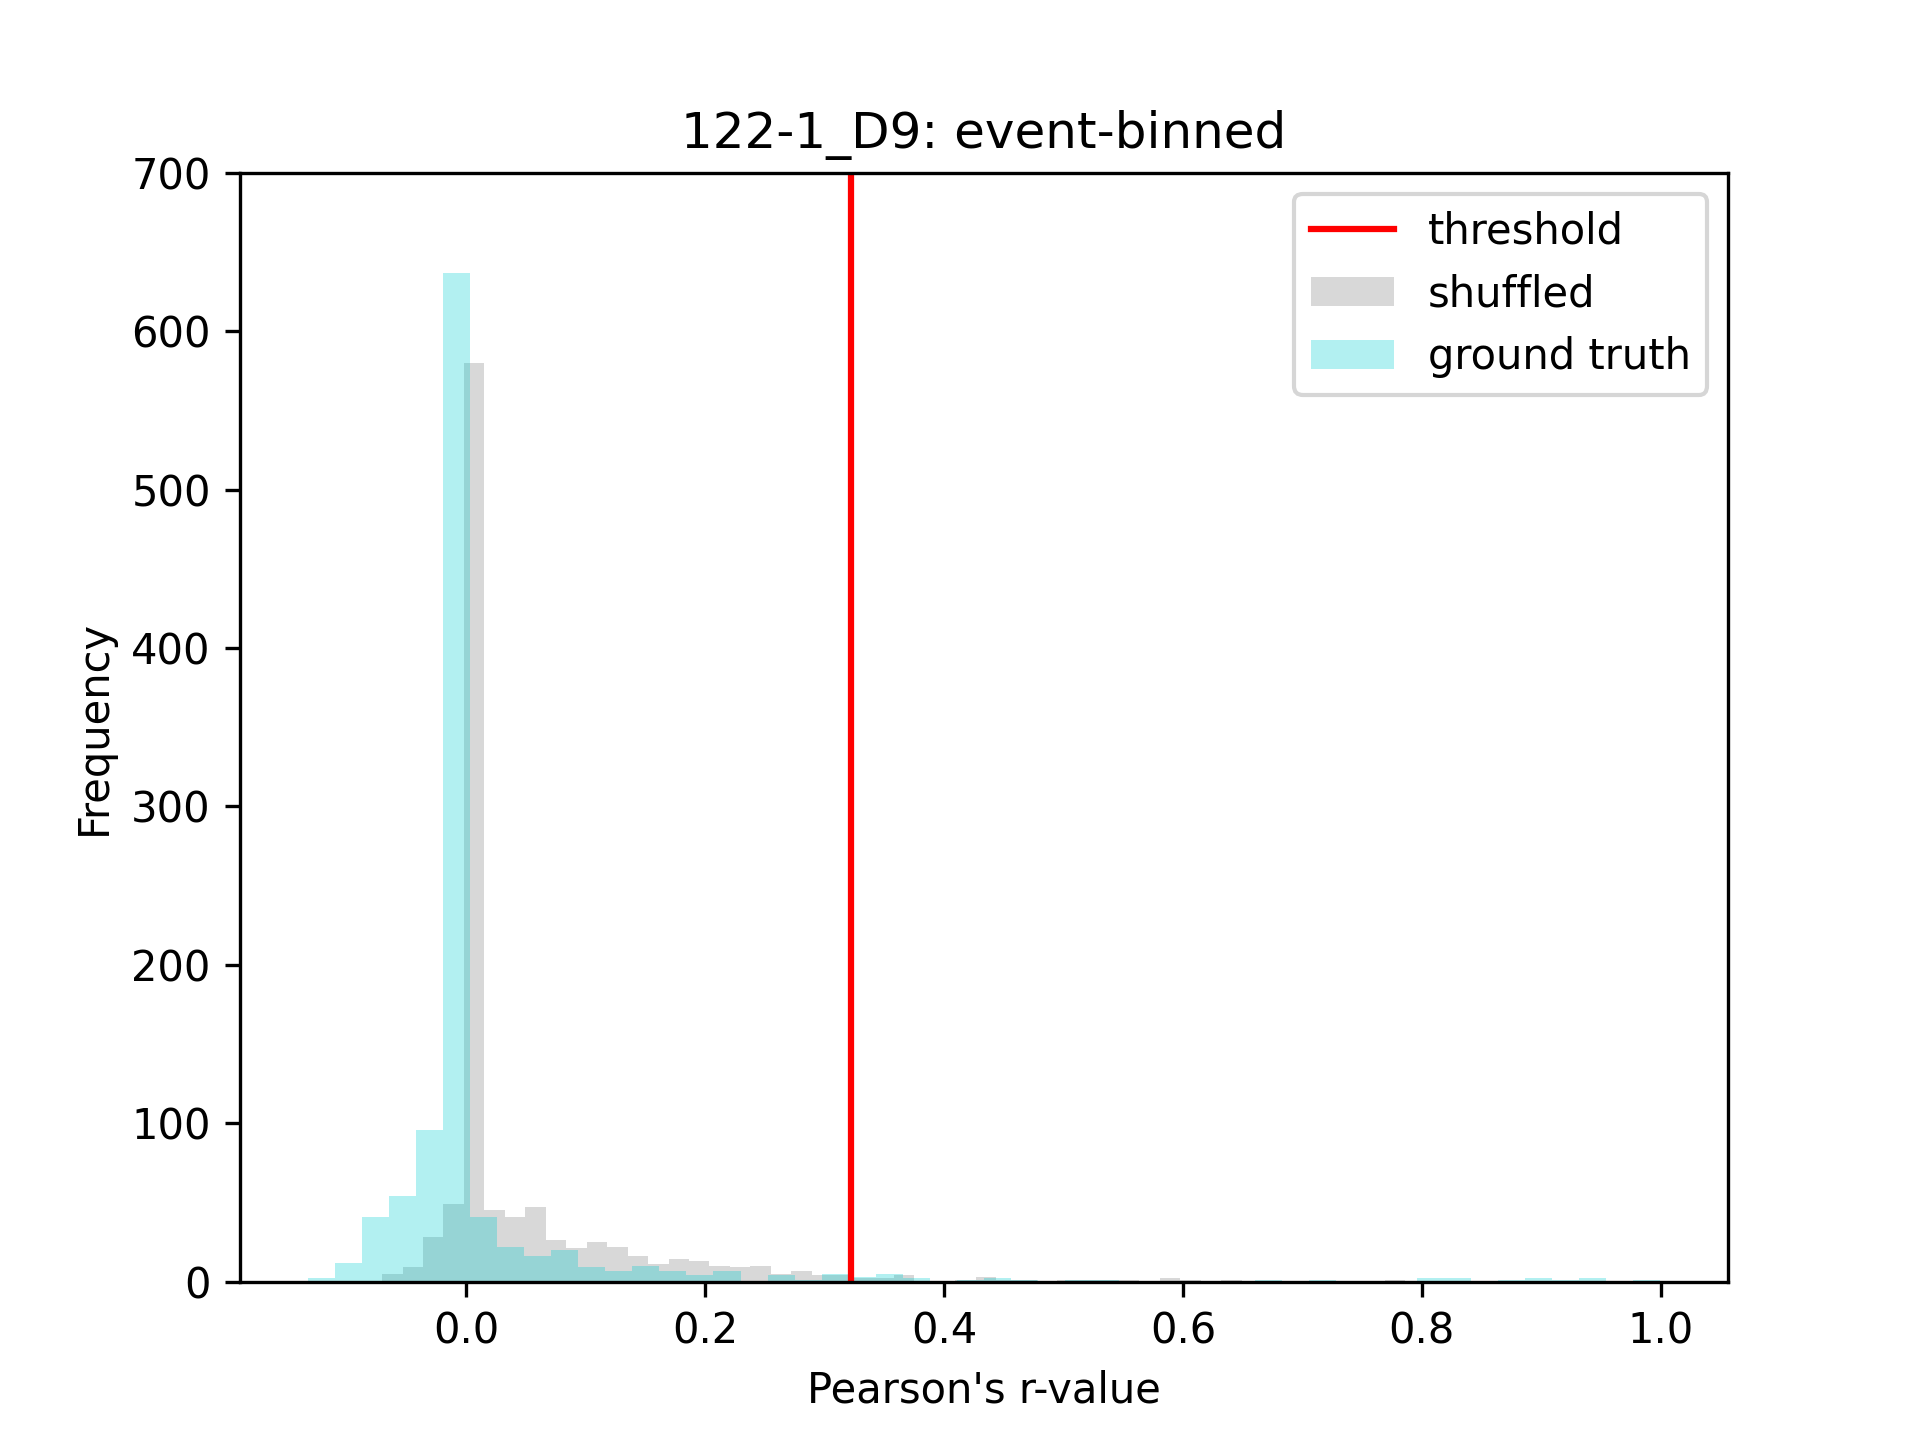 122-1_D9: event-binned
700
600
500
400
300
200
100
0
Frequency
threshold
shuffled
ground truth
0.0 0.2 0.4 0.6 0.8 1.0
Pearson's r-value